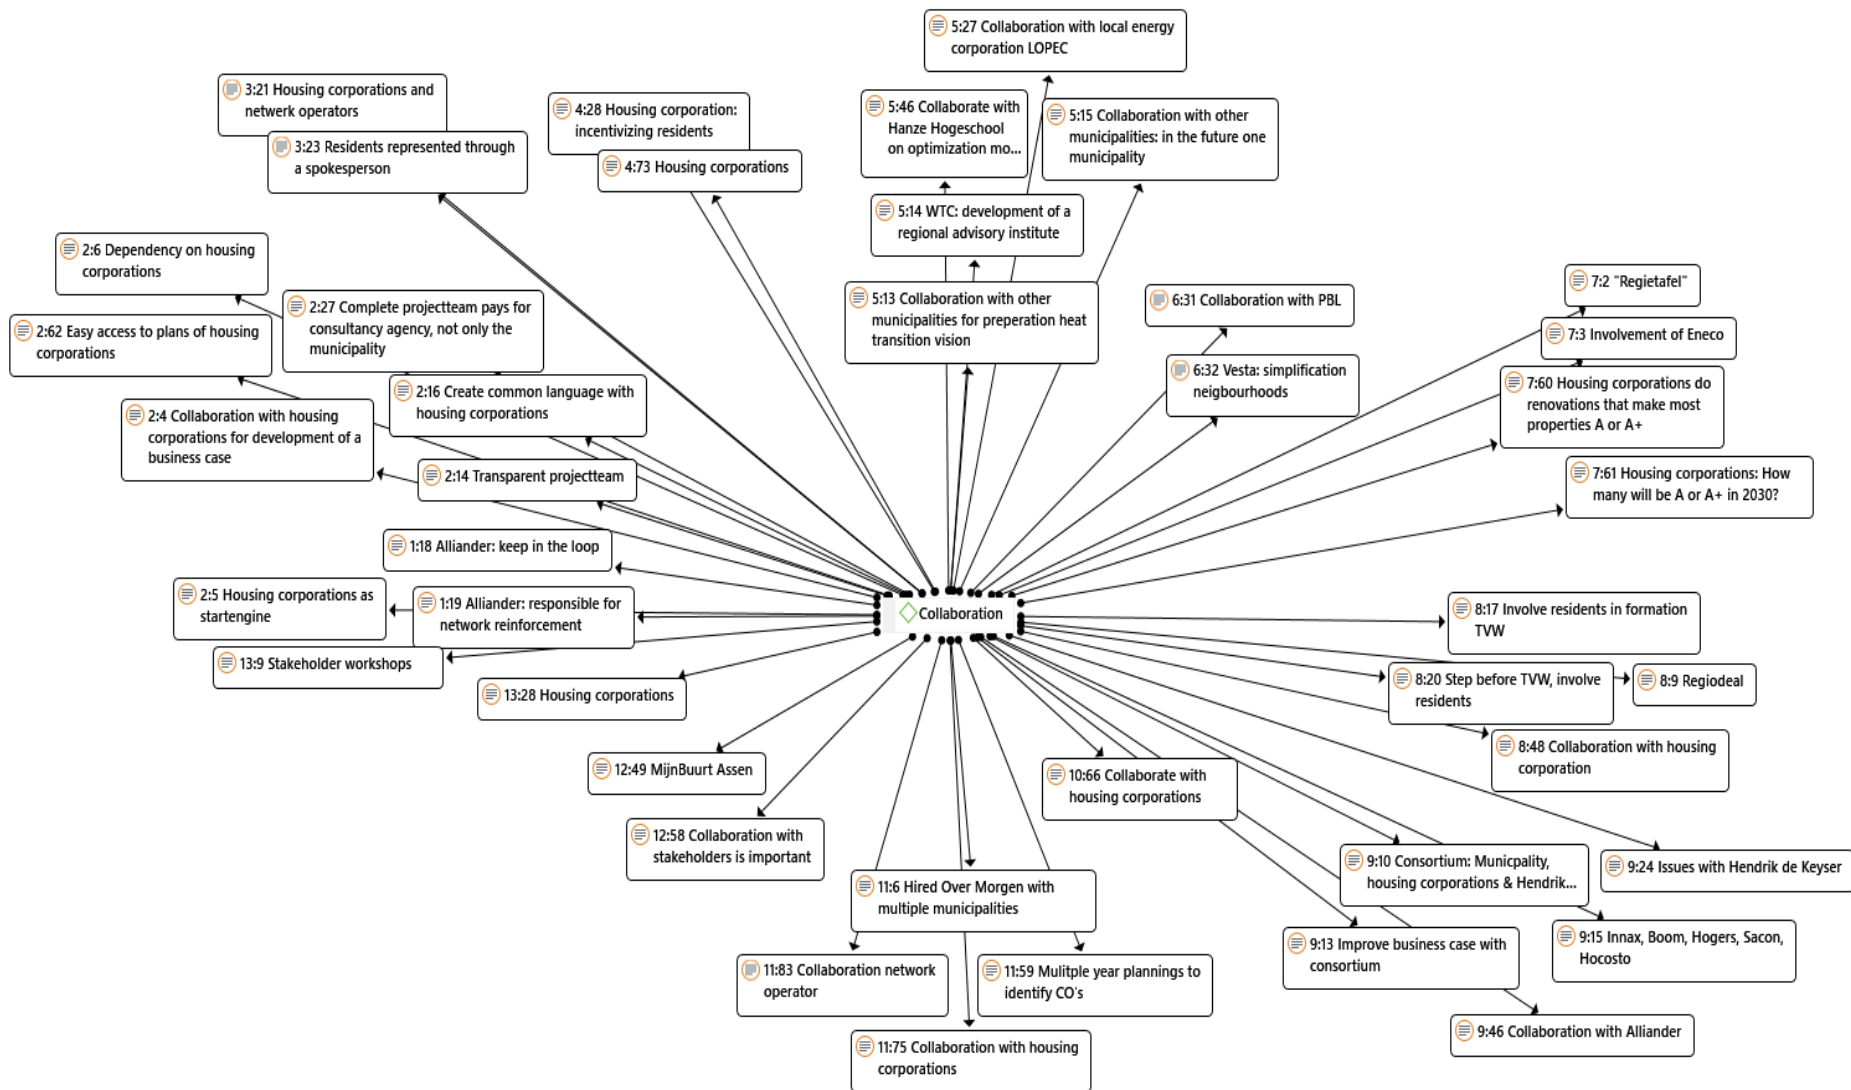 5:27 Collaboration with local energy
corporation LOPEC
3:21 Housing corporations and
netwerk operators
3:23 Residents represented through
a spokesperson
4:28 Housing corporation:
incentivizing residents
4:73 Housing corporations
5:46 Collaborate with
Hanze Hogeschool
on optimization mo...
5:15 Collaboration with other
municipalities: in the future one
municipality
5:14 WTC: development of a
regional advisory institute
2:6 Dependency on housing
corporations
2:27 Complete projectteam pays for
consultancy agency, not only the
municipality
2:62 Easy access to plans of housing
corporations
5:13 Collaboration with other
municipalities for preperation heat
transition vision
6:31 Collaboration with PBL
7:2 "Regietafel"
7:3 Involvement of Eneco
6:32 Vesta: simplification
neigbourhoods
7:60 Housing corporations do
renovations that make most
properties A or A+
2:16 Create common language with
housing corporations
2:4 Collaboration with housing
corporations for development of a
business case
2:14 Transparent projectteam
7:61 Housing corporations: How
many will be A or A+ in 2030?
1:18 Alliander: keep in the loop
2:5 Housing corporations as
startengine
1:19 Alliander: responsible for
network reinforcement
Collaboration
8:17 Involve residents in formation
TVW
13:9 Stakeholder workshops
13:28 Housing corporations
8:20 Step before TVW, involve
residents
8:9 Regiodeal
12:49 MijnBuurt Assen
10:66 Collaborate with
housing corporations
8:48 Collaboration with housing
corporation
12:58 Collaboration with
stakeholders is important
11:6 Hired Over Morgen with
multiple municipalities
9:10 Consortium: Municpality,
housing corporations & Hendrik...
9:24 Issues with Hendrik de Keyser
9:13 Improve business case with
consortium
9:15 Innax, Boom, Hogers, Sacon,
Hocosto
11:83 Collaboration network
operator
11:59 Mulitple year plannings to
identify CO's
9:46 Collaboration with Alliander
11:75 Collaboration with housing
corporations